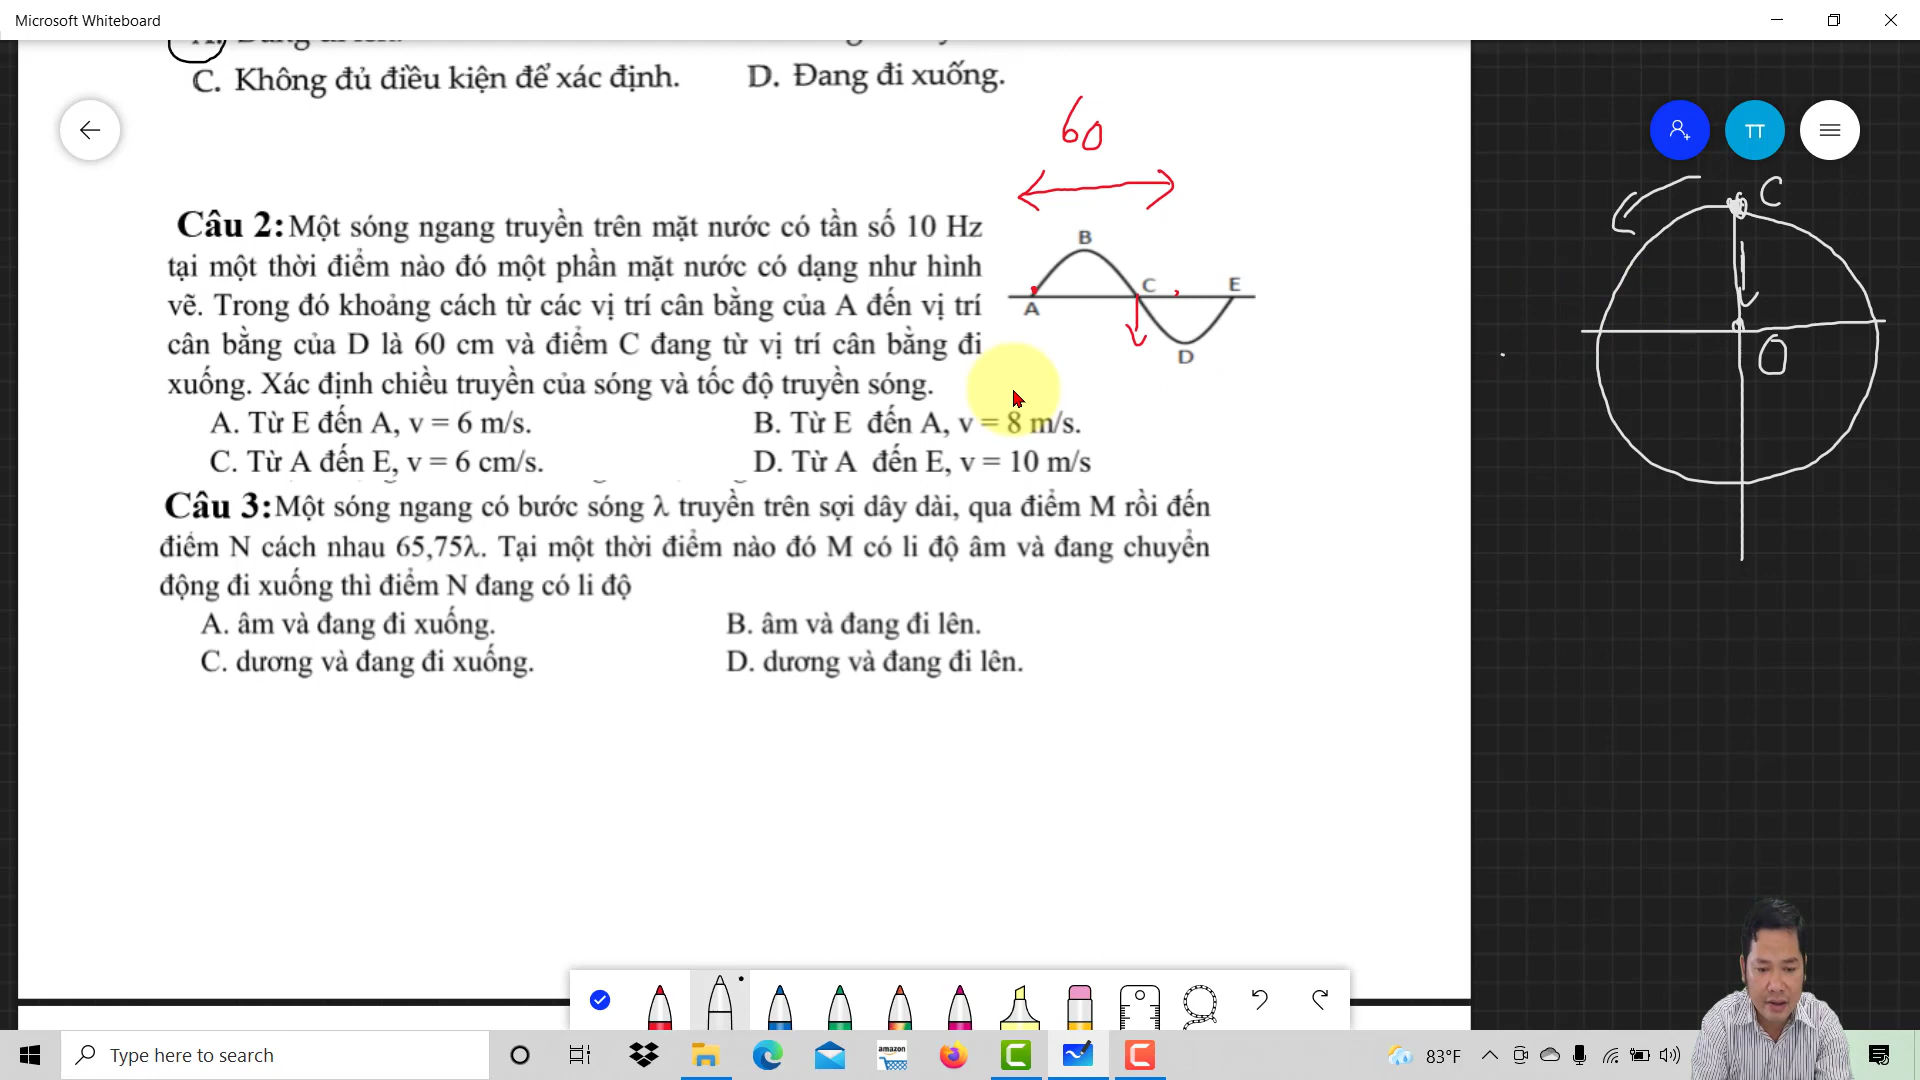 Microsoft Whiteboard
C. Không đủ điều kiện để xác định. D. Đang đi xuống.
60
TT
C
Câu 2: Một sóng ngang truyền trên mặt nước có tần số 10 Hz
tại một thời điểm nào đó một phần mặt nước có dạng như hình
vẽ. Trong đó khoảng cách từ các vị trí cân bằng của A đến vị trí
cân bằng của D là 60 cm và điểm C đang từ vị trí cân bằng đi
xuống. Xác định chiều truyền của sóng và tốc độ truyền sóng.
B
C E
A
D
O
A. Từ E đến A, v = 6 m/s. B. Từ E đến A, v = 8 m/s.
C. Từ A đến E, v = 6 cm/s. D. Từ A đến E, v = 10 m/s
Câu 3: Một sóng ngang có bước sóng λ truyền trên sợi dây dài, qua điểm M rồi đến
điểm N cách nhau 65,75λ. Tại một thời điểm nào đó M có li độ âm và đang chuyển
động đi xuống thì điểm N đang có li độ
A. âm và đang đi xuống. B. âm và đang đi lên.
C. dương và đang đi xuống. D. dương và đang đi lên.
Type here to search
amazon
83°F